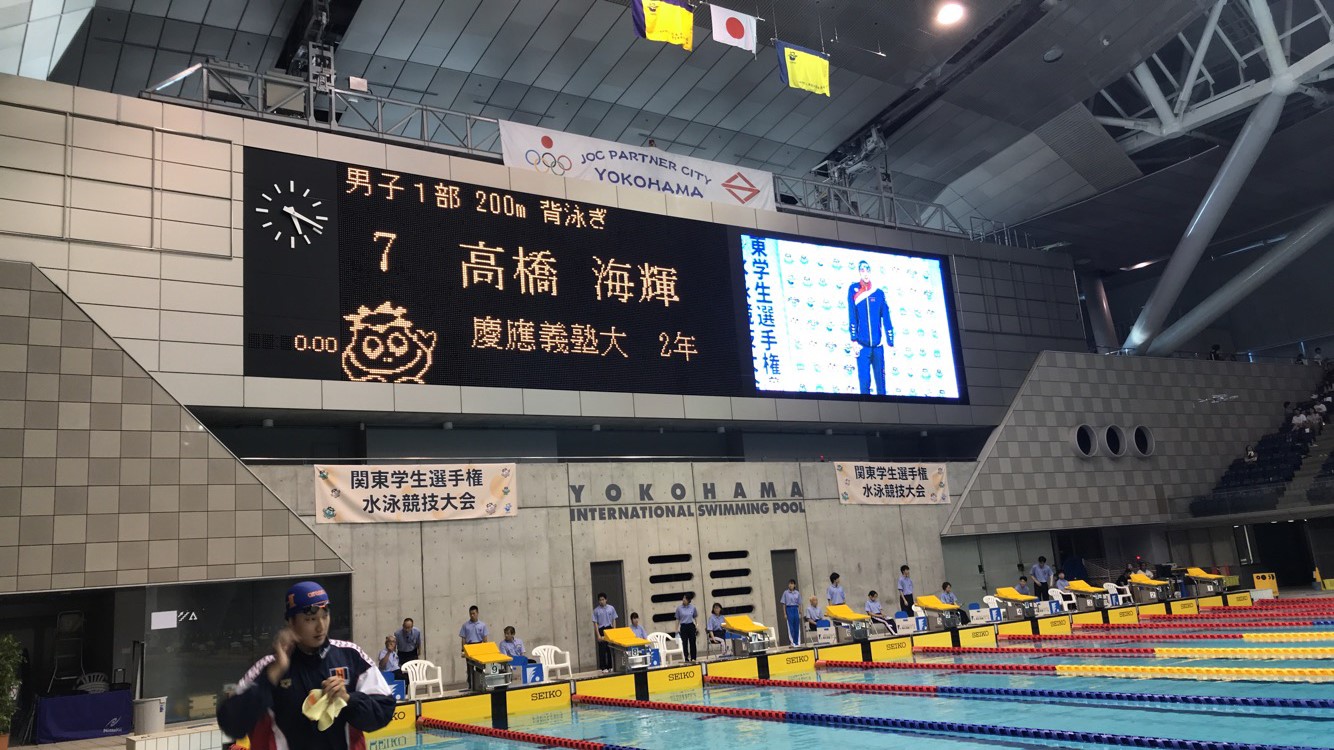 JOC PARTNER CITY
YOKOHAMA
男子1部 200m 背泳ぎ
7 高橋 海輝
0.00
慶應義塾大 2年
東学生選手権
関東学生選手権
水泳競技大会
YOKOHAMA
INTERNATIONAL SWIMMING POOL
関東学生選手権
水泳競技大会
SEIKO
SEIKO
SEIKO
SEIKO
SEIKO
SEIKO
SEIKO